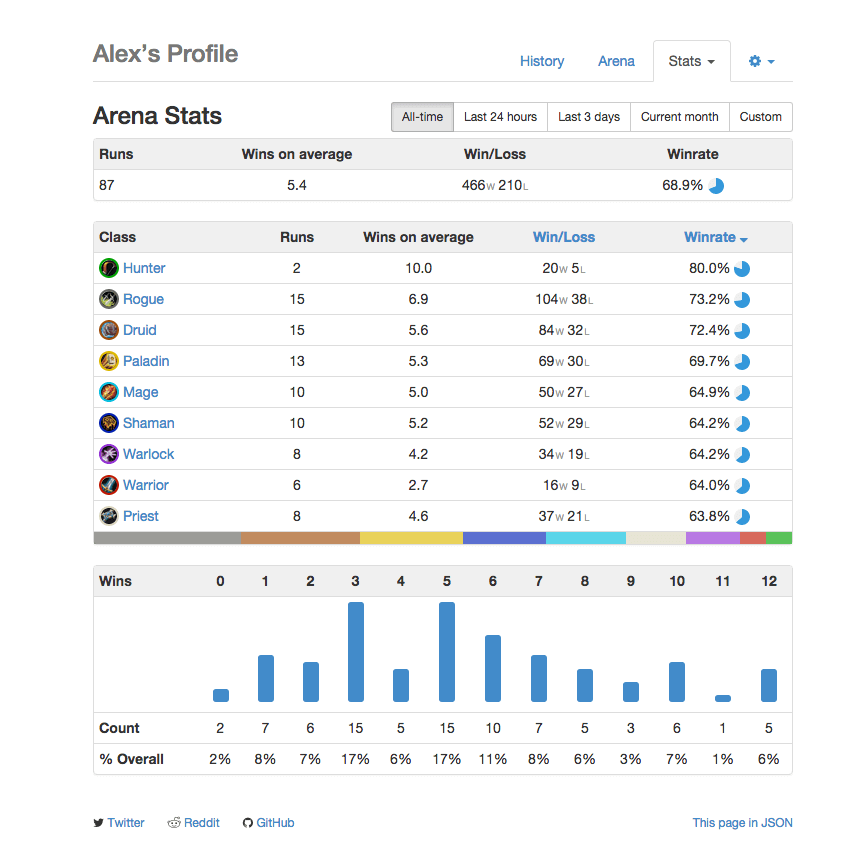 Alex’s Profile
History Arena Stats
Arena Stats
All-time Last 24 hours Last 3 days Current month Custom
Runs Wins on average Win/Loss Winrate
87 5.4 466W 210L 68.9%
Class Runs Wins on average Win/Loss Winrate
Hunter 2 10.0 20W 5L 80.0%
Rogue 15 6.9 104W 38L 73.2%
Druid 15 5.6 84W 32L 72.4%
Paladin 13 5.3 69W 30L 69.7%
Mage 10 5.0 50W 27L 64.9%
Shaman 10 5.2 52W 29L 64.2%
Warlock 8 4.2 34W 19L 64.2%
Warrior 6 2.7 16W 9L 64.0%
Priest 8 4.6 37W 21L 63.8%
Wins 0 1 2 3 4 5 6 7 8 9 10 11 12
Count 2 7 6 15 5 15 10 7 5 3 6 1 5
% Overall 2% 8% 7% 17% 6% 17% 11% 8% 6% 3% 7% 1% 6%
Twitter Reddit GitHub This page in JSON